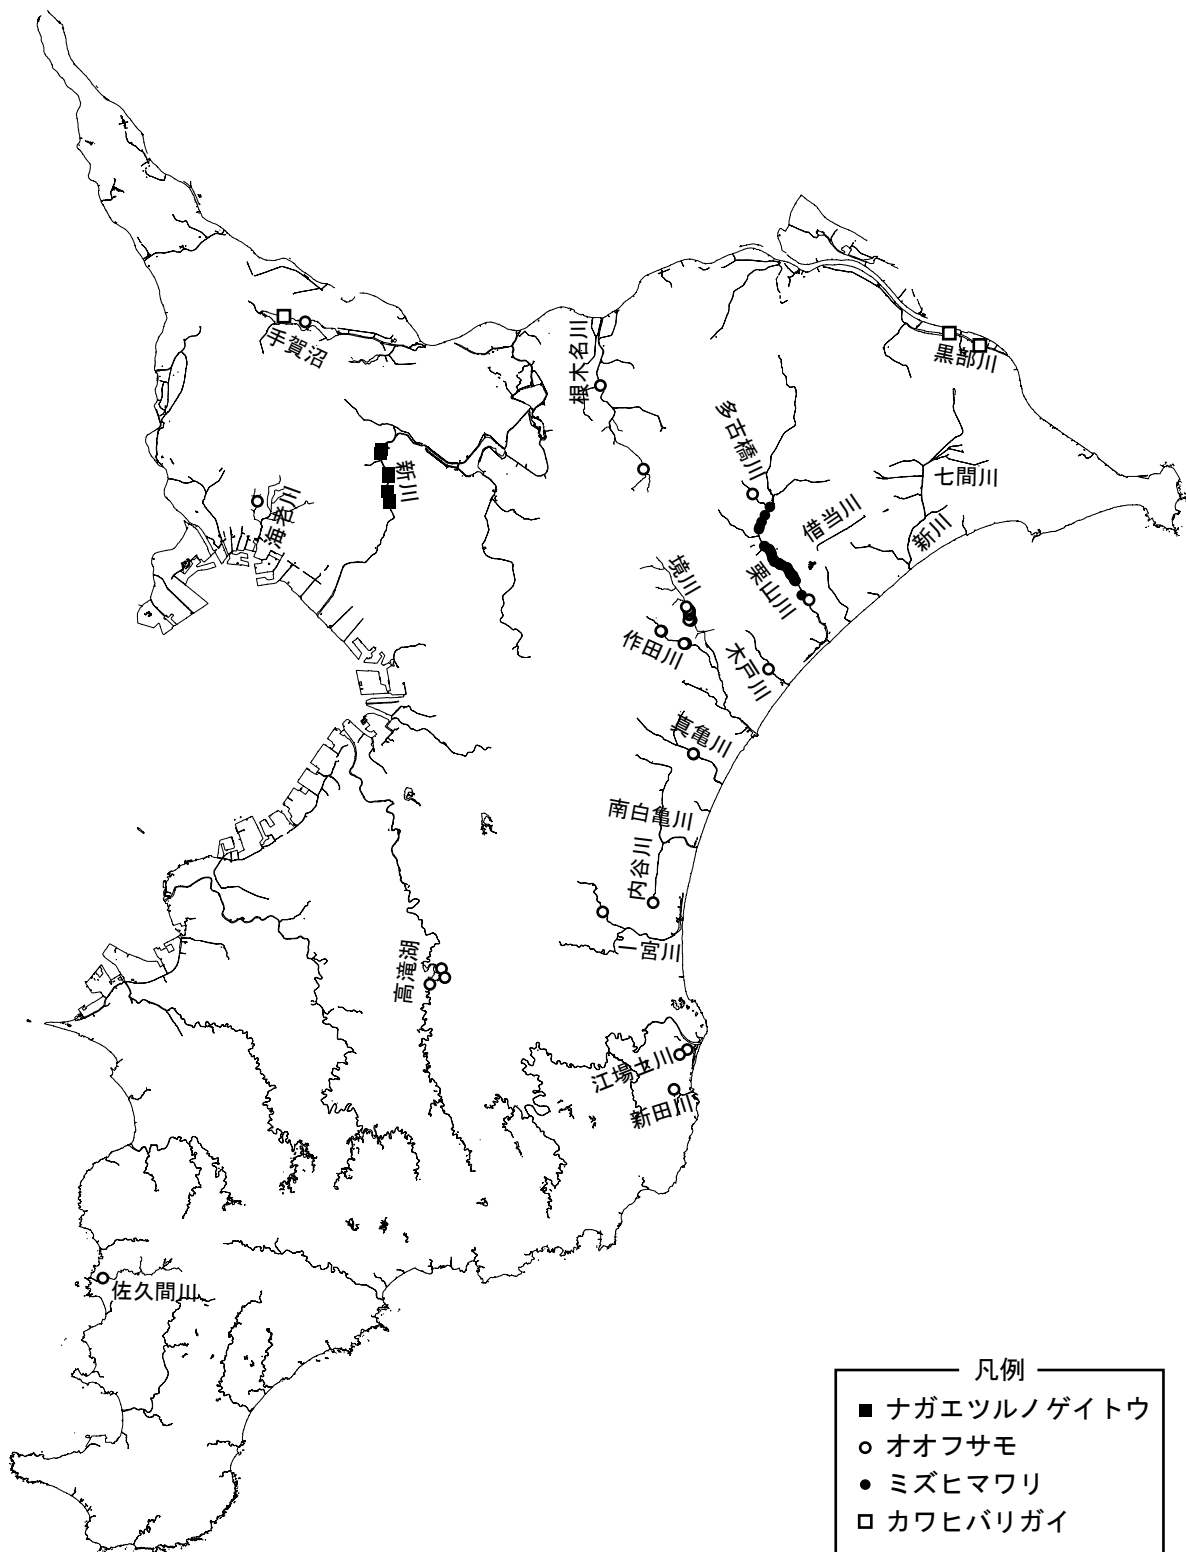 手賀沼
根木名川
黒部川
多古橋川
新川
七間川
海老川
借当川
新川
境川
栗山川
作田川
木戸川
真亀川
南白亀川
内谷川
一宮川
高滝湖
江場土川
新田川
佐久間川
凡例
■ ナガエツルノゲイトウ
○ オオフサモ
● ミズヒマワリ
□ カワヒバリガイ